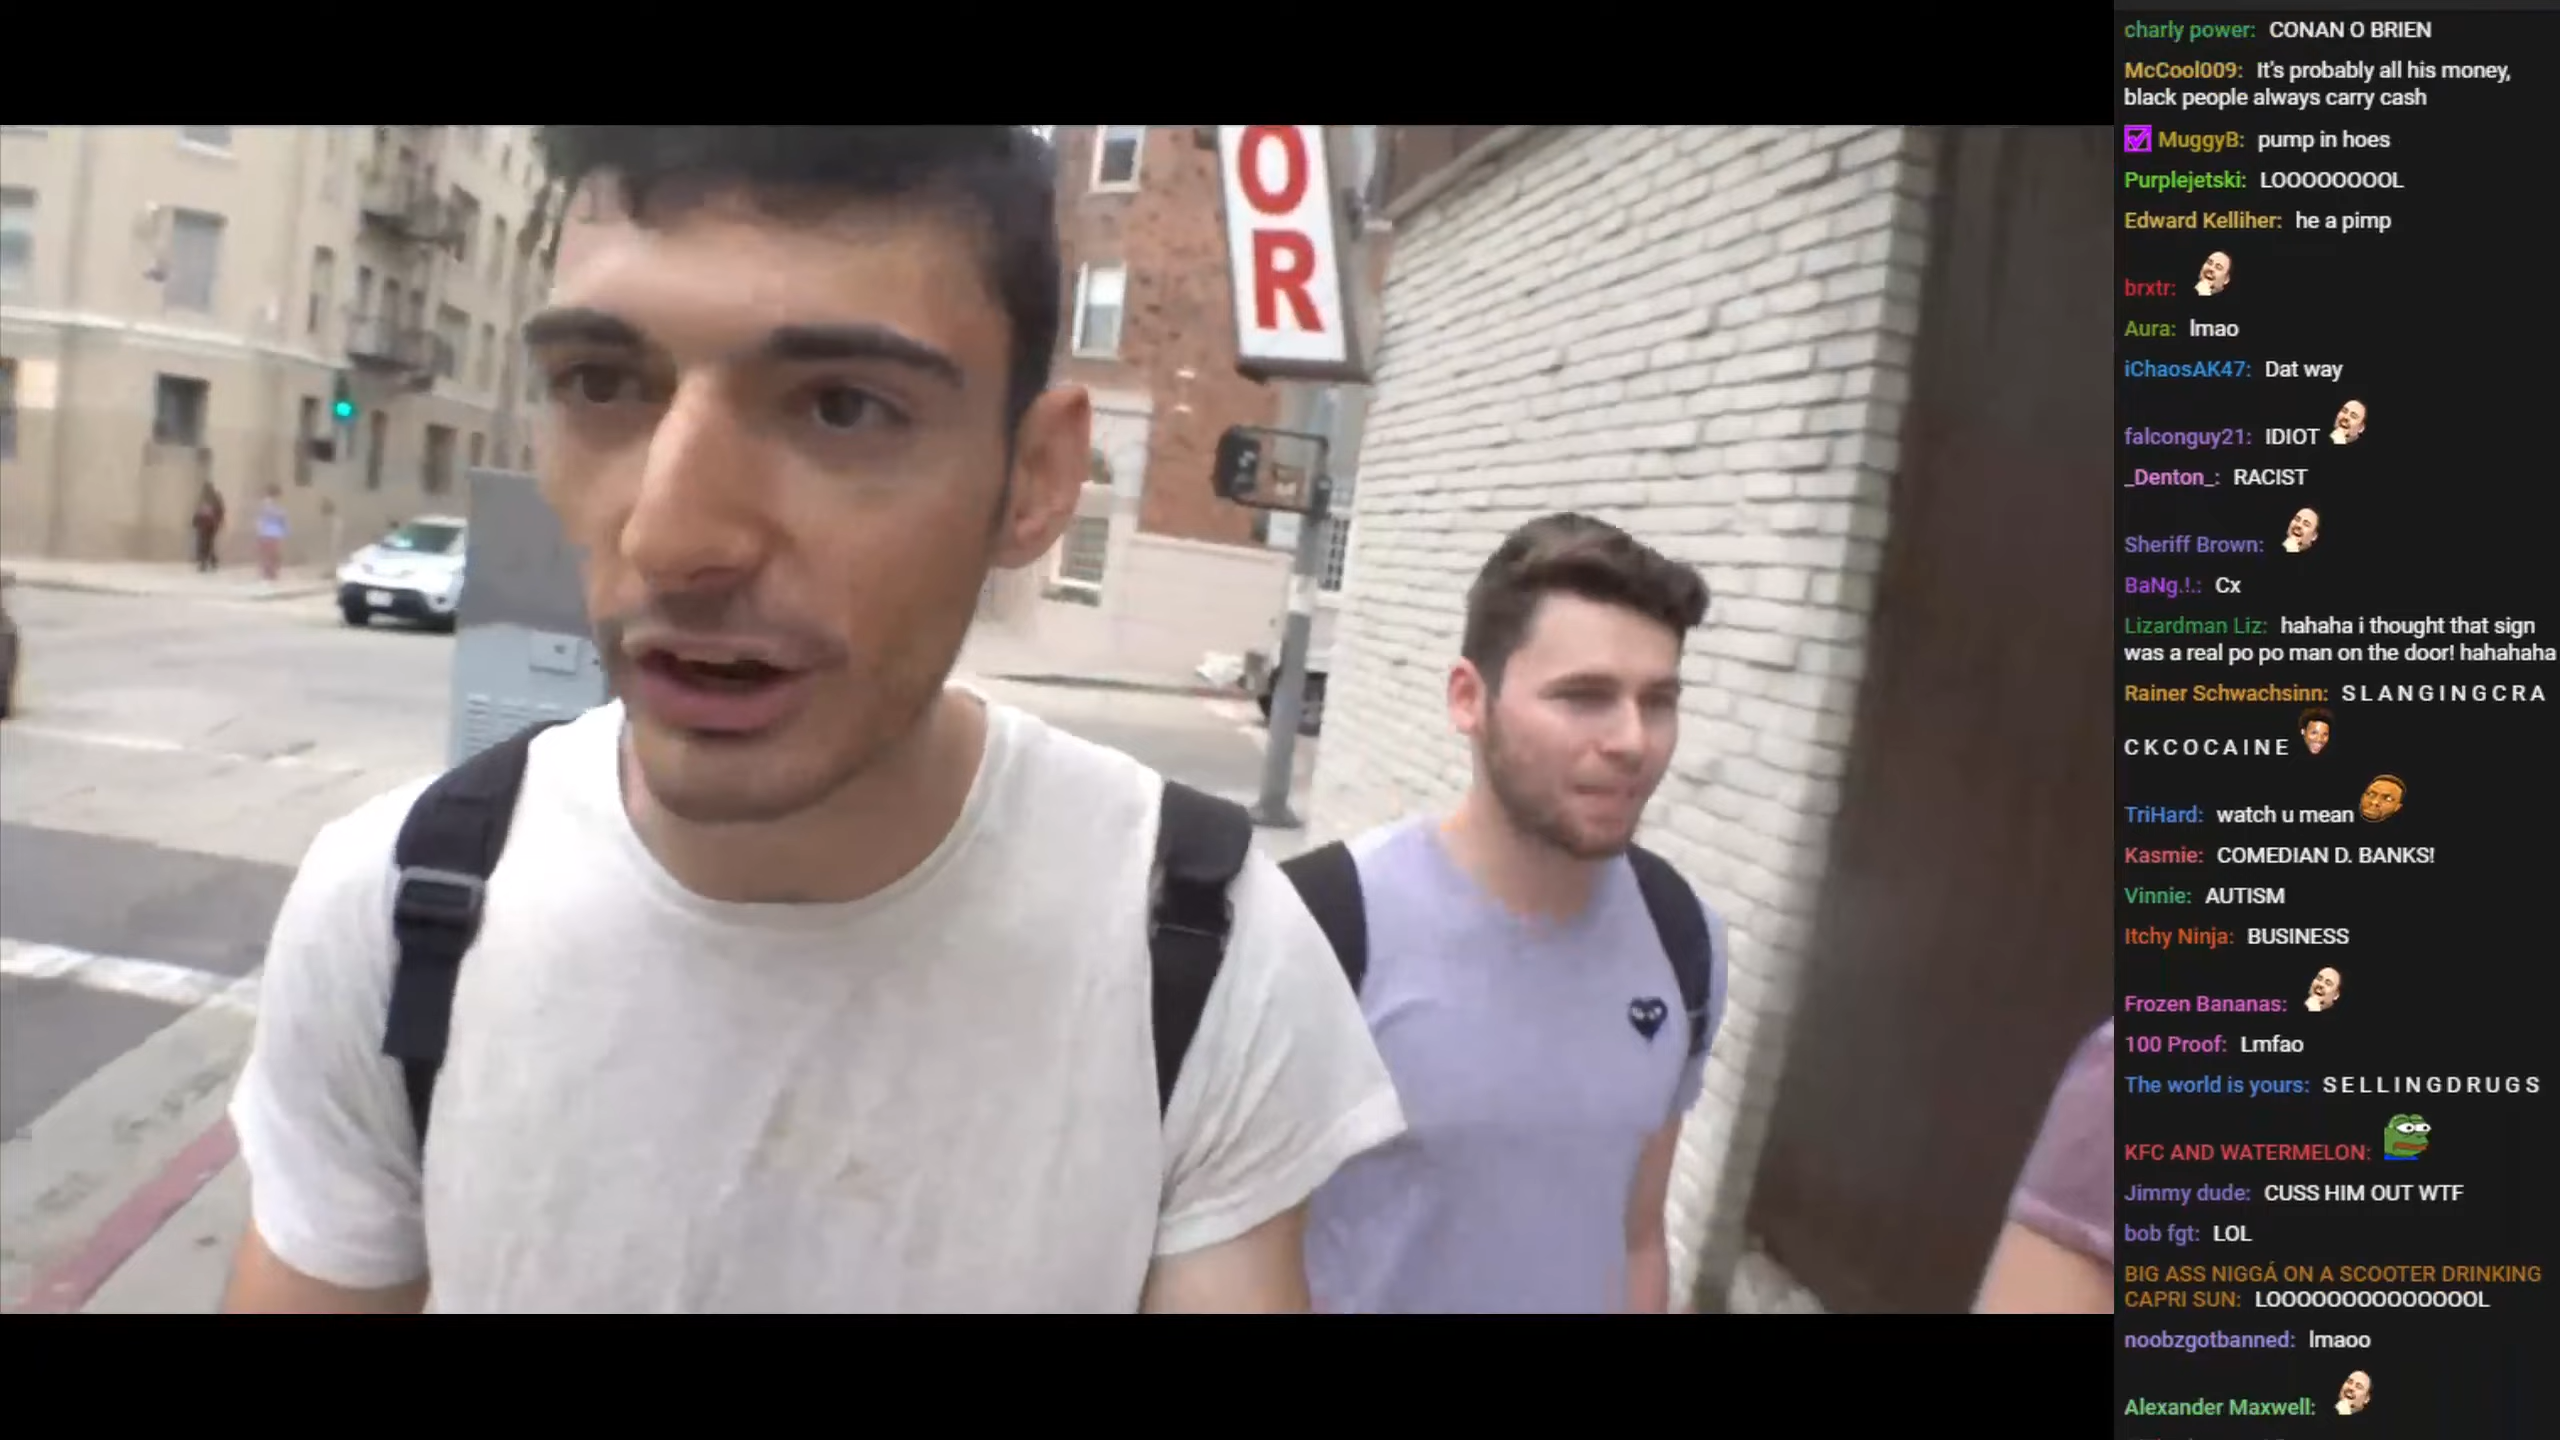 O
R
charly power: CONAN O BRIEN
McCool009: It's probably all his money,
black people always carry cash
MuggyB: pump in hoes
Purplejetski: LOOOOOOOOL
Edward Kelliher: he a pimp
brxtr:
Aura: lmao
iChaosAK47: Dat way
falconguy21: IDIOT
_Denton_: RACIST
Sheriff Brown:
BaNg.!.: Cx
Lizardman Liz: hahaha i thought that sign
was a real po po man on the door! hahahaha
Rainer Schwachsinn: S L A N G I N G C R A
C K C O C A I N E
TriHard: watch u mean
Kasmie: COMEDIAN D. BANKS!
Vinnie: AUTISM
Itchy Ninja: BUSINESS
Frozen Bananas:
100 Proof: Lmfao
The world is yours: S E L L I N G D R U G S
KFC AND WATERMELON:
Jimmy dude: CUSS HIM OUT WTF
bob fgt: LOL
BIG ASS NIGGÁ ON A SCOOTER DRINKING
CAPRI SUN: LOOOOOOOOOOOOOOL
noobzgotbanned: lmaoo
Alexander Maxwell: